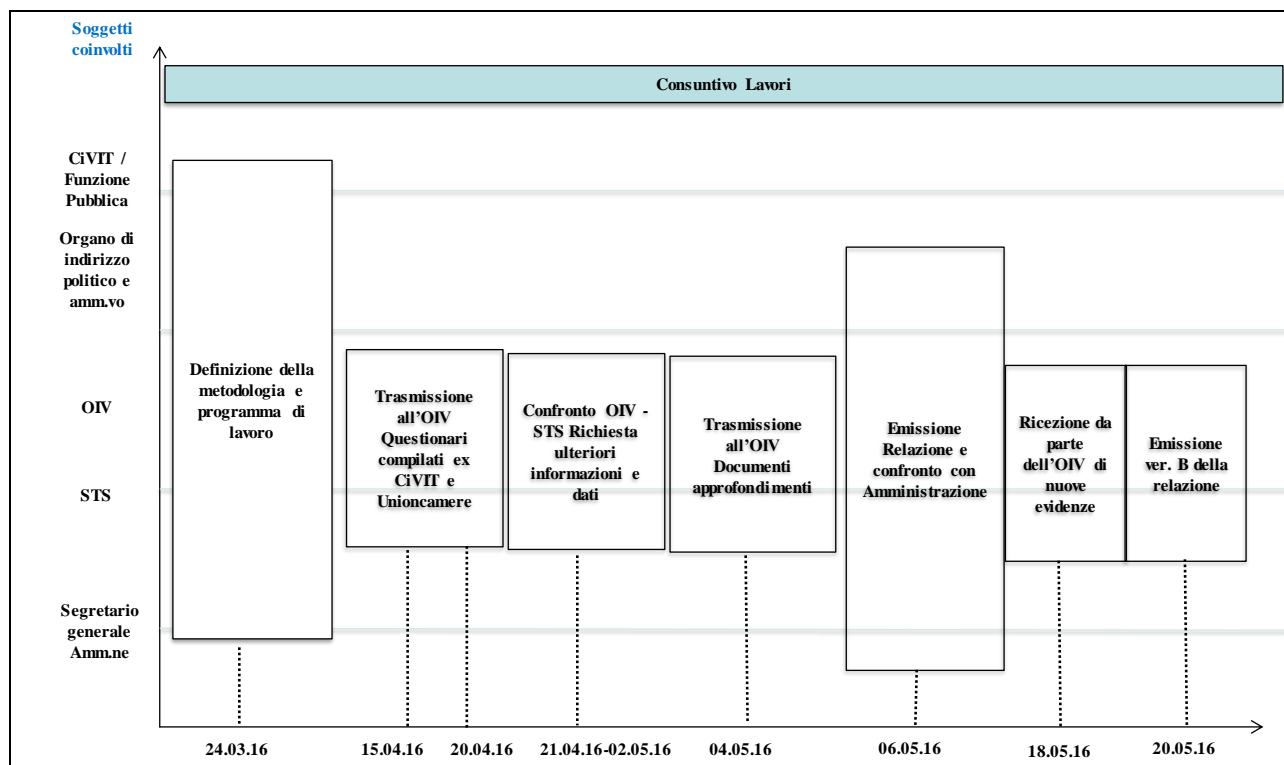 Soggetti
coinvolti
Consuntivo Lavori
CiVIT /
Funzione
Pubblica
Organo di
indirizzo
politico e
amm.vo
OIV
STS
Segretario
generale
Amm.ne
Definizione della
metodologia e
programma di
lavoro
Trasmissione
all'OIV
Questionari
compilati ex
CiVIT e
Unioncamere
Confronto OIV -
STS Richiesta
ulteriori
informazioni e
dati
Trasmissione
all'OIV
Documenti
approfondimenti
Emissione
Relazione e
confronto con
Amministrazione
Ricezione da
parte
dell'OIV di
nuove
evidenze
Emissione
ver. B della
relazione
24.03.16
15.04.16
20.04.16
21.04.16-02.05.16
04.05.16
06.05.16
18.05.16
20.05.16